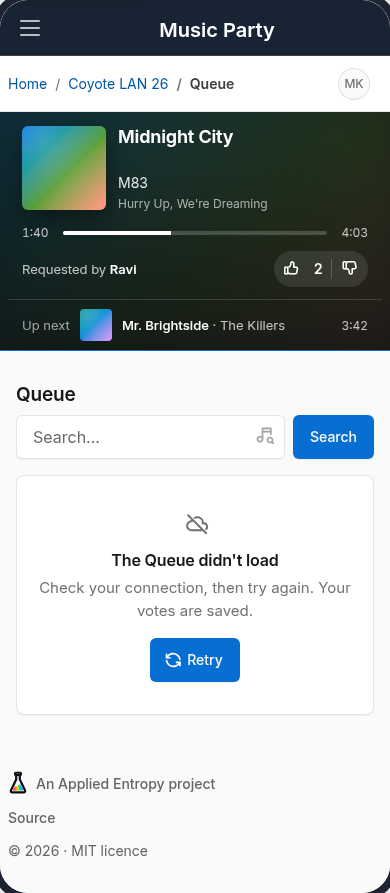 Music Party
Home / Coyote LAN 26 / Queue
MK
Midnight City
M83
Hurry Up, We're Dreaming
1:40 4:03
Requested by Ravi 2
Up next Mr. Brightside · The Killers 3:42
Queue
Search... Search
The Queue didn't load
Check your connection, then try again. Your
votes are saved.
Retry
An Applied Entropy project
Source
© 2026 · MIT licence